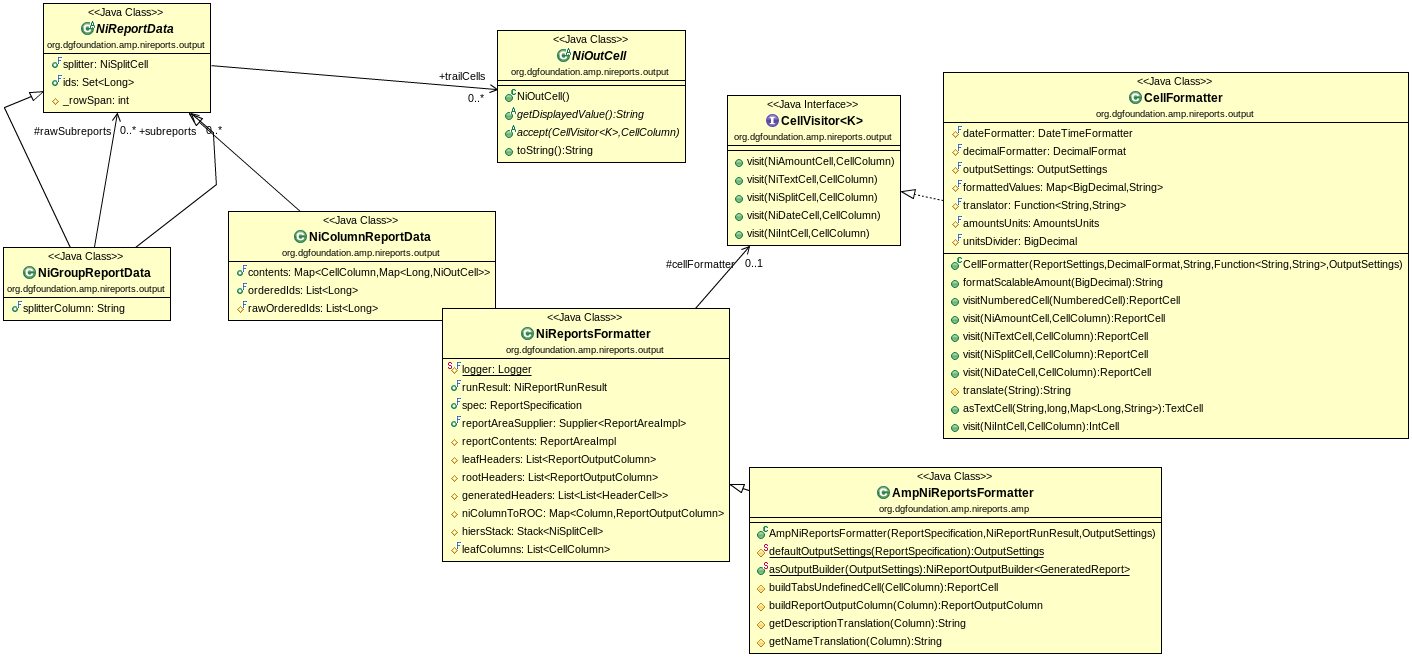 <<Java Class>>
NiReportData
org.dgfoundation.amp.nireports.output
splitter: NiSplitCell
ids: Set<Long>
_rowSpan: int
+trailCells
0..*
<<Java Class>>
NiOutCell
org.dgfoundation.amp.nireports.output
NiOutCell()
getDisplayedValue():String
accept(CellVisitor<K>,CellColumn)
toString():String
<<Java Interface>>
CellVisitor<K>
org.dgfoundation.amp.nireports.output
visit(NiAmountCell,CellColumn)
visit(NiTextCell,CellColumn)
visit(NiSplitCell,CellColumn)
visit(NiDateCell,CellColumn)
visit(NiIntCell,CellColumn)
<<Java Class>>
CellFormatter
org.dgfoundation.amp.nireports.output
dateFormatter: DateTimeFormatter
decimalFormatter: DecimalFormat
outputSettings: OutputSettings
formattedValues: Map<BigDecimal,String>
translator: Function<String,String>
amountsUnits: AmountsUnits
unitsDivider: BigDecimal
CellFormatter(ReportSettings,DecimalFormat,String,Function<String,String>,OutputSettings)
formatScalableAmount(BigDecimal):String
visitNumberedCell(NumberedCell):ReportCell
visit(NiAmountCell,CellColumn):ReportCell
visit(NiTextCell,CellColumn):ReportCell
visit(NiSplitCell,CellColumn):ReportCell
visit(NiDateCell,CellColumn):ReportCell
translate(String):String
asTextCell(String,long,Map<Long,String>):TextCell
visit(NiIntCell,CellColumn):IntCell
#rawSubreports 0..* +subreports 0..*
<<Java Class>>
NiGroupReportData
org.dgfoundation.amp.nireports.output
splitterColumn: String
<<Java Class>>
NiColumnReportData
org.dgfoundation.amp.nireports.output
contents: Map<CellColumn,Map<Long,NiOutCell>>
orderedIds: List<Long>
rawOrderedIds: List<Long>
#cellFormatter 0..1
<<Java Class>>
NiReportsFormatter
org.dgfoundation.amp.nireports.output
logger: Logger
runResult: NiReportRunResult
spec: ReportSpecification
reportAreaSupplier: Supplier<ReportAreaImpl>
reportContents: ReportAreaImpl
leafHeaders: List<ReportOutputColumn>
rootHeaders: List<ReportOutputColumn>
generatedHeaders: List<List<HeaderCell>>
niColumnToROC: Map<Column,ReportOutputColumn>
hiersStack: Stack<NiSplitCell>
leafColumns: List<CellColumn>
<<Java Class>>
AmpNiReportsFormatter
org.dgfoundation.amp.nireports.amp
AmpNiReportsFormatter(ReportSpecification,NiReportRunResult,OutputSettings)
defaultOutputSettings(ReportSpecification):OutputSettings
asOutputBuilder(OutputSettings):NiReportOutputBuilder<GeneratedReport>
buildTabsUndefinedCell(CellColumn):ReportCell
buildReportOutputColumn(Column):ReportOutputColumn
getDescriptionTranslation(Column):String
getNameTranslation(Column):String